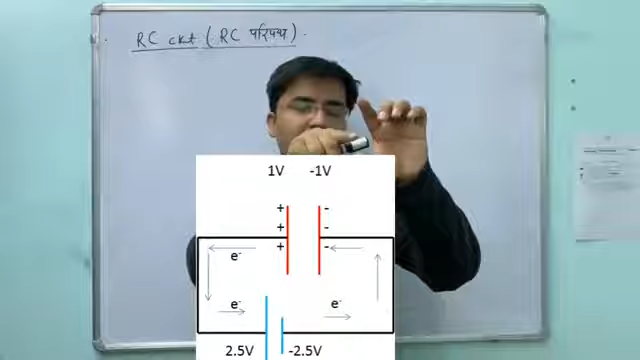 RC ckt ( RC परिपथ ).
1V -1V
+ -
+ -
+ -
e-
e- e-
2.5V -2.5V